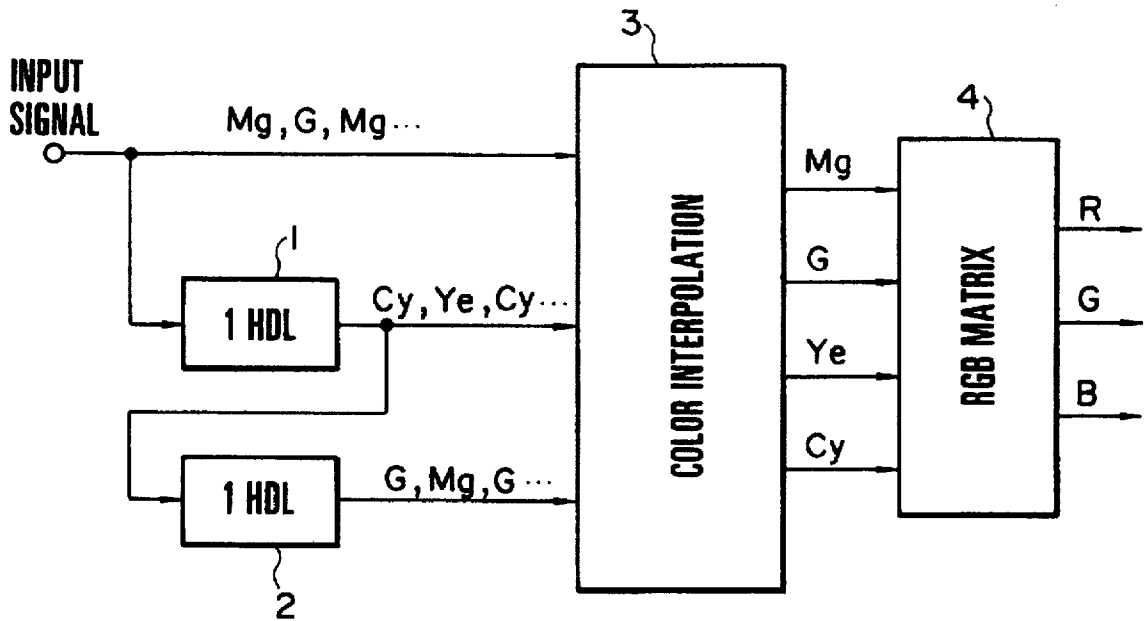 3
INPUT
SIGNAL
Mg, G, Mg ···
4
Mg
R
1
G
G
1 HDL
Cy, Ye, Cy ···
COLOR INTERPOLATION
RGB MATRIX
Ye
B
Cy
1 HDL
G, Mg, G ···
2